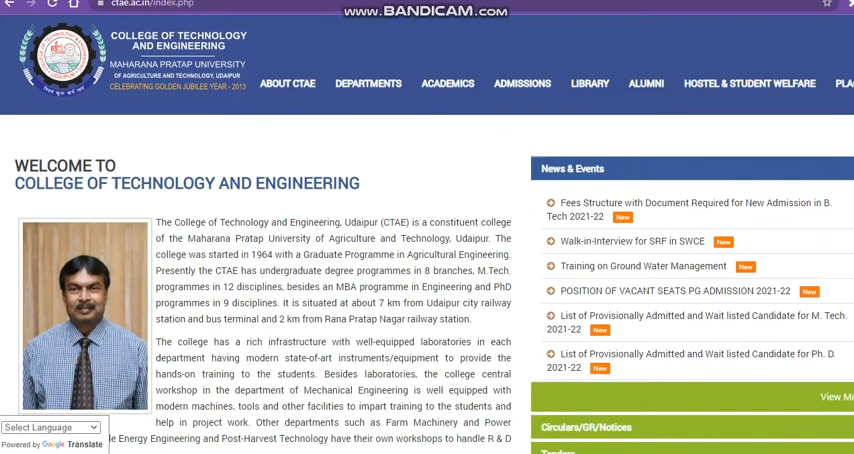 ctae.ac.in/index.php
www.BANDICAM.com
COLLEGE OF TECHNOLOGY
AND ENGINEERING
MAHARANA PRATAP UNIVERSITY
OF AGRICULTURE AND TECHNOLOGY, UDAIPUR
CELEBRATING GOLDEN JUBILEE YEAR - 2013
ABOUT CTAE DEPARTMENTS ACADEMICS ADMISSIONS LIBRARY ALUMNI HOSTEL & STUDENT WELFARE PLA
WELCOME TO
COLLEGE OF TECHNOLOGY AND ENGINEERING
The College of Technology and Engineering, Udaipur (CTAE) is a constituent college
of the Maharana Pratap University of Agriculture and Technology, Udaipur. The
college was started in 1964 with a Graduate Programme in Agricultural Engineering.
Presently the CTAE has undergraduate degree programmes in 8 branches, M.Tech.
programmes in 12 disciplines, besides an MBA programme in Engineering and PhD
programmes in 9 disciplines. It is situated at about 7 km from Udaipur city railway
station and bus terminal and 2 km from Rana Pratap Nagar railway station.
The college has a rich infrastructure with well-equipped laboratories in each
department having modern state-of-art instruments/equipment to provide the
hands-on training to the students. Besides laboratories, the college central
workshop in the department of Mechanical Engineering is well equipped with
modern machines, tools and other facilities to impart training to the students and
help in project work. Other departments such as Farm Machinery and Power
le Energy Engineering and Post-Harvest Technology have their own workshops to handle R & D
Select Language
Powered by Google Translate
News & Events
Fees Structure with Document Required for New Admission in B.
Tech 2021-22 New
Walk-in-Interview for SRF in SWCE New
Training on Ground Water Management New
POSITION OF VACANT SEATS PG ADMISSION 2021-22 New
List of Provisionally Admitted and Wait listed Candidate for M. Tech.
2021-22 New
List of Provisionally Admitted and Wait listed Candidate for Ph. D.
2021-22 New
View Mo
Circulars/GR/Notices
Tenders